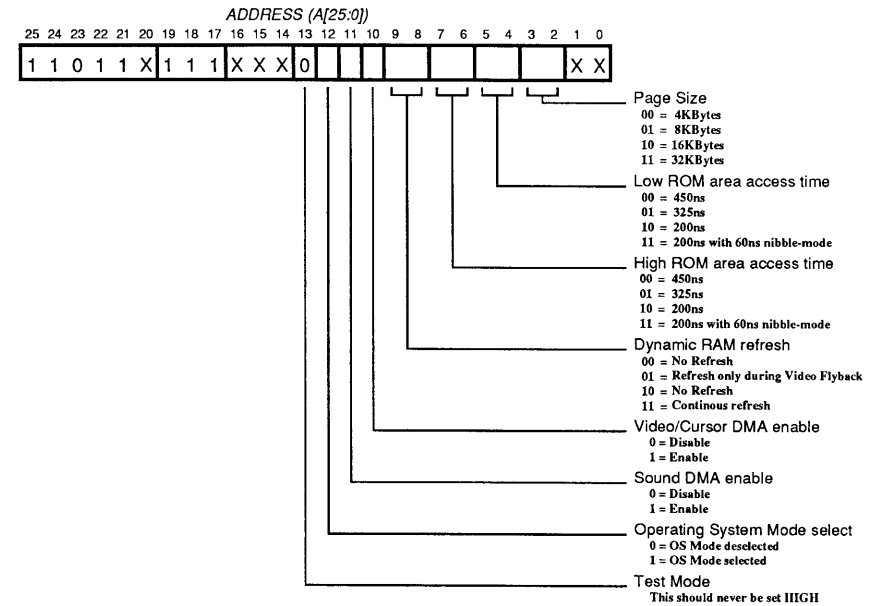 ADDRESS (A[25:0])
25 24 23 22 21 20 19 18 17 16 15 14 13 12 11 10 9 8 7 6 5 4 3 2 1 0
1 1 0 1 1 X 1 1 1 X X X 0 X X
Page Size
00 = 4KBytes
01 = 8KBytes
10 = 16KBytes
11 = 32KBytes
Low ROM area access time
00 = 450ns
01 = 325ns
10 = 200ns
11 = 200ns with 60ns nibble-mode
High ROM area access time
00 = 450ns
01 = 325ns
10 = 200ns
11 = 200ns with 60ns nibble-mode
Dynamic RAM refresh
00 = No Refresh
01 = Refresh only during Video Flyback
10 = No Refresh
11 = Continous refresh
Video/Cursor DMA enable
0 = Disable
1 = Enable
Sound DMA enable
0 = Disable
1 = Enable
Operating System Mode select
0 = OS Mode deselected
1 = OS Mode selected
Test Mode
This should never be set HIGH